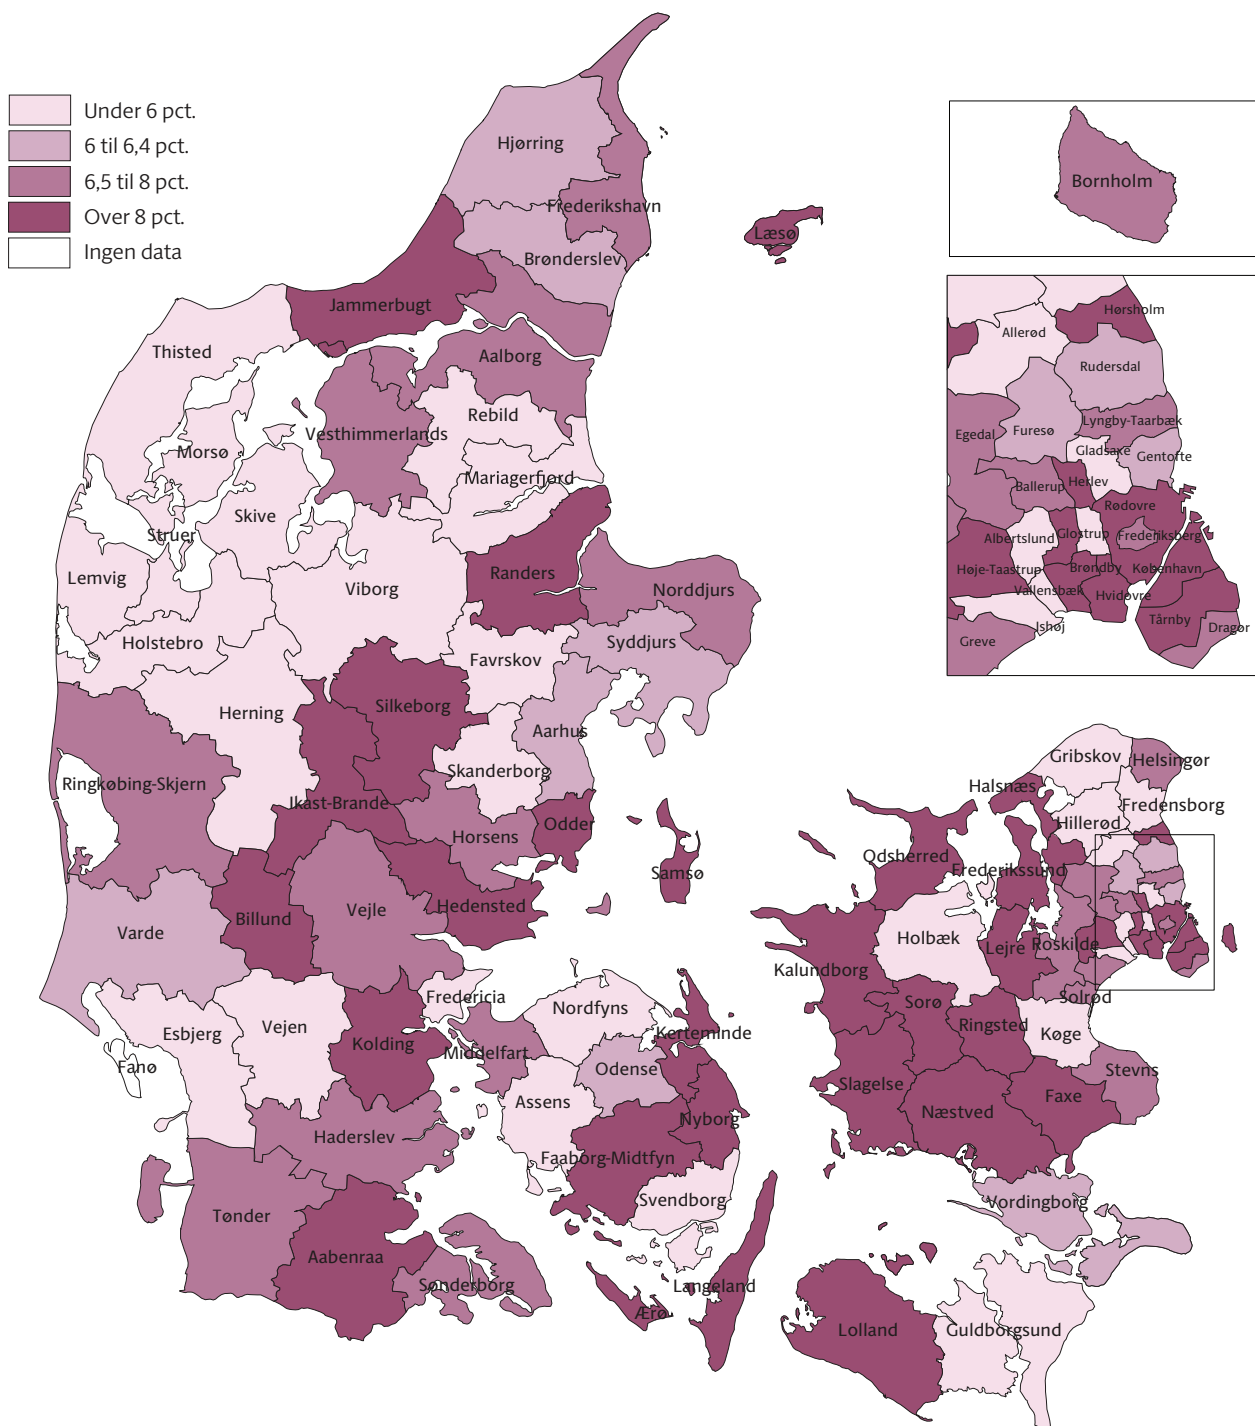 Under 6 pct.
6 til 6,4 pct.
6,5 til 8 pct.
Over 8 pct.
Ingen data
Hjørring
Frederikshavn
Brønderslev
Læsø
Jammerbugt
Thisted
Aalborg
Rebild
Vesthimmerlands
Morsø
Mariagerfjord
Skive
Struer
Lemvig
Viborg
Randers
Norddjurs
Holstebro
Favrskov
Syddjurs
Herning
Silkeborg
Aarhus
Skanderborg
Ringkøbing-Skjern
Ikast-Brande
Horsens
Odder
Samsø
Hedensted
Billund
Vejle
Varde
Fredericia
Nordfyns
Esbjerg
Vejen
Kolding
Middelfart
Kerteminde
Fanø
Odense
Assens
Nyborg
Haderslev
Faaborg-Midtfyn
Svendborg
Tønder
Aabenraa
Sønderborg
Langeland
Ærø
Bornholm
Hørsholm
Allerød
Rudersdal
Lyngby-Taarbæk
Egedal
Furesø
Gladsaxe
Gentofte
Ballerup
Herlev
Rødovre
Albertslund
Glostrup
Frederiksberg
Høje-Taastrup
Brøndby
København
Vallensbæk
Hvidovre
Tårnby
Ishøj
Dragør
Greve
Gribskov
Helsingør
Halsnæs
Fredensborg
Hillerød
Odsherred
Frederikssund
Holbæk
Lejre
Roskilde
Kalundborg
Solrød
Sorø
Ringsted
Køge
Stevns
Slagelse
Næstved
Faxe
Vordingborg
Lolland
Guldborgsund